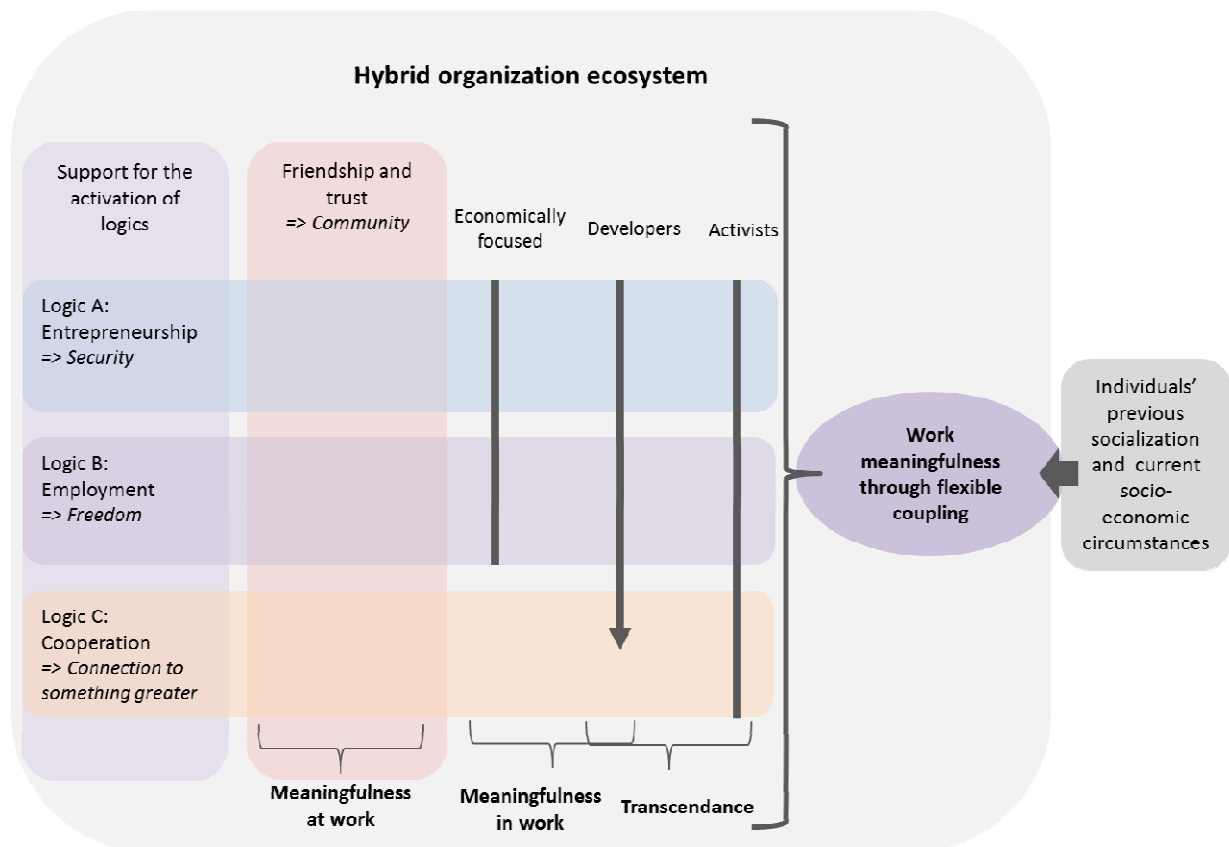 Hybrid organization ecosystem
Support for the
activation of
logics
Friendship and
trust
=> Community
Economically
focused
Developers
Activists
Logic A:
Entrepreneurship
=> Security
Logic B:
Employment
=> Freedom
Logic C:
Cooperation
=> Connection to
something greater
Work
meaningfulness
through flexible
coupling
Individuals’
previous
socialization
and current
socio-
economic
circumstances
Meaningfulness
at work
Meaningfulness
in work
Transcendance